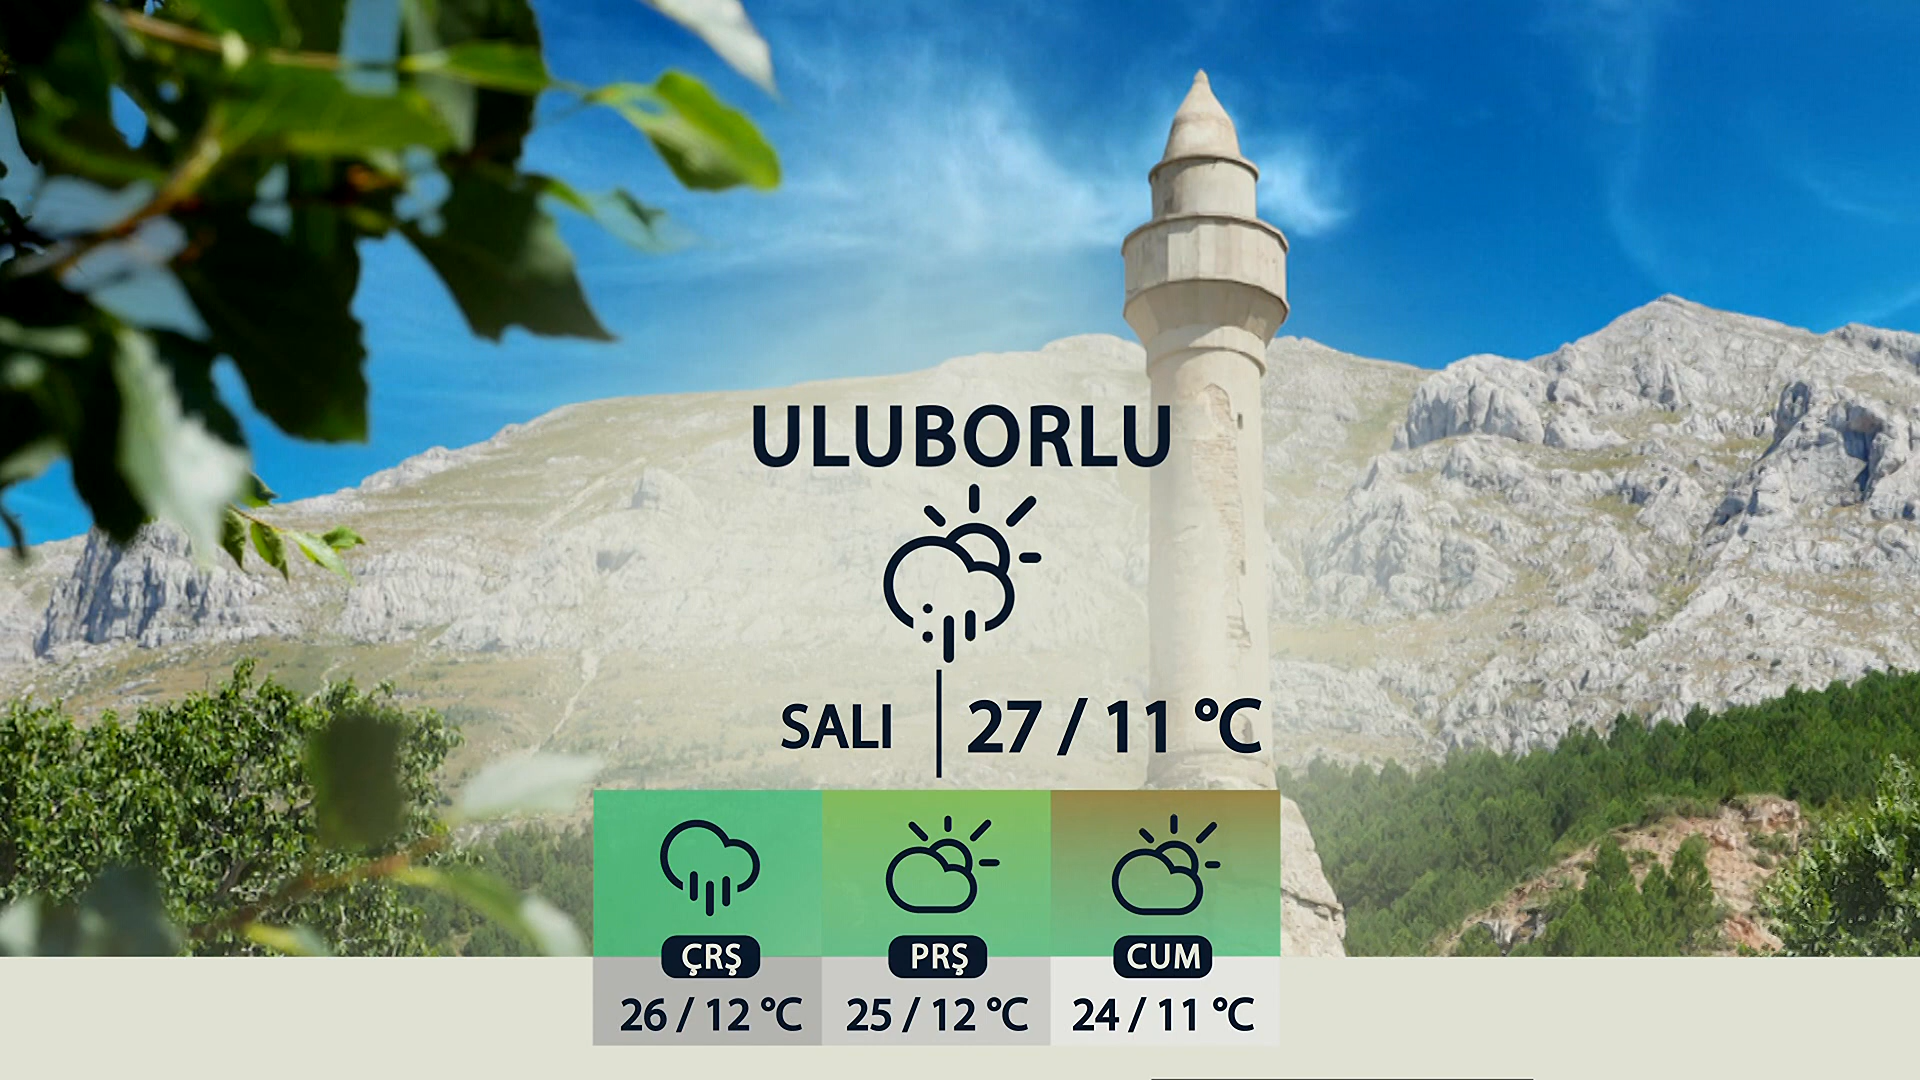 ULUBORLU
SALI
27 / 11 °C
ÇRŞ
PRŞ
CUM
26 / 12 °C
25 / 12 °C
24 / 11 °C